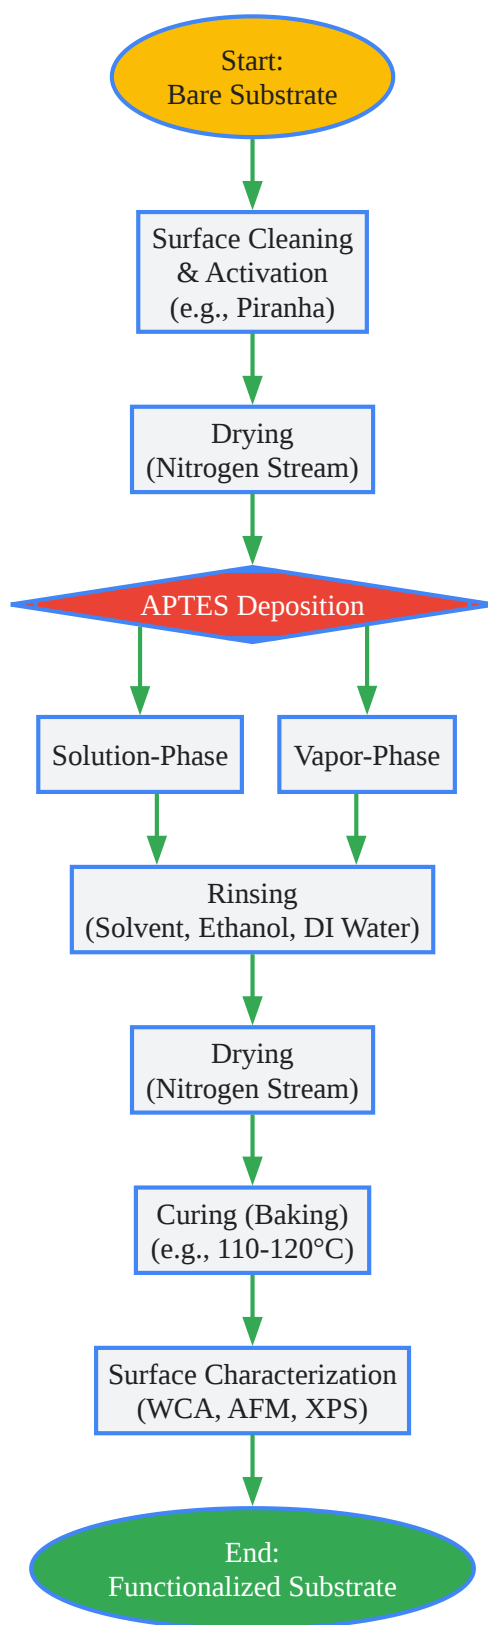 Start:
Bare Substrate
Surface Cleaning
& Activation
(e.g., Piranha)
Drying
(Nitrogen Stream)
APTES Deposition
Solution-Phase
Vapor-Phase
Rinsing
(Solvent, Ethanol, DI Water)
Drying
(Nitrogen Stream)
Curing (Baking)
(e.g., 110-120°C)
Surface Characterization
(WCA, AFM, XPS)
End:
Functionalized Substrate